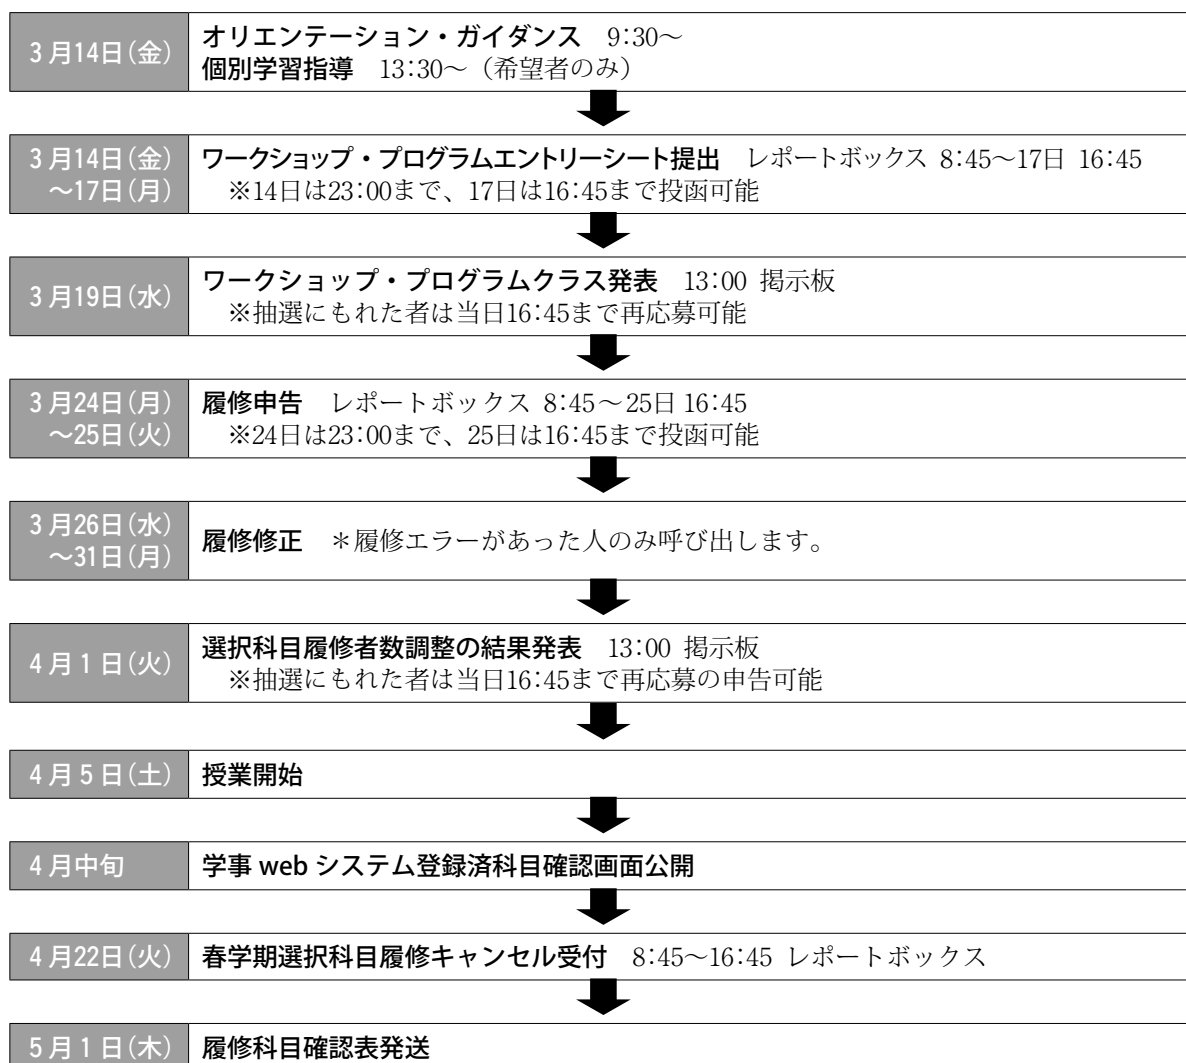 3月14日(金)
オリエンテーション・ガイダンス 9:30～
個別学習指導 13:30～（希望者のみ）
3月14日(金)
～17日(月)
ワークショップ・プログラムエントリーシート提出 レポートボックス 8:45～17日 16:45
※14日は23:00まで、17日は16:45まで投函可能
3月19日(水)
ワークショップ・プログラムクラス発表 13:00 掲示板
※抽選にもれた者は当日16:45まで再応募可能
3月24日(月)
～25日(火)
履修申告 レポートボックス 8:45～25日 16:45
※24日は23:00まで、25日は16:45まで投函可能
3月26日(水)
～31日(月)
履修修正 ＊履修エラーがあった人のみ呼び出します。
4月1日(火)
選択科目履修者数調整の結果発表 13:00 掲示板
※抽選にもれた者は当日16:45まで再応募の申告可能
4月5日(土)
授業開始
4月中旬
学事 web システム登録済科目確認画面公開
4月22日(火)
春学期選択科目履修キャンセル受付 8:45～16:45 レポートボックス
5月1日(木)
履修科目確認表発送